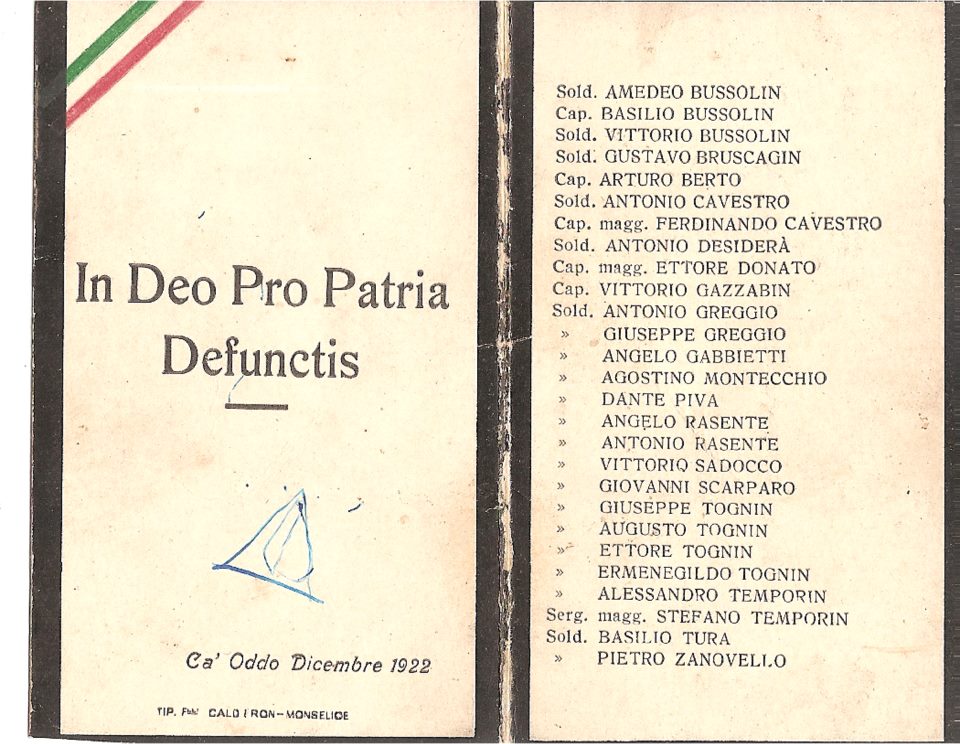 In Deo Pro Patria
Defunctis
Ca' Oddo Dicembre 1922
TIP. F.lli CALDIRON-MONSELICE
Sold. AMEDEO BUSSOLIN
Cap. BASILIO BUSSOLIN
Sold. VITTORIO BUSSOLIN
Sold. GUSTAVO BRUSCAGIN
Cap. ARTURO BERTO
Sold. ANTONIO CAVESTRO
Cap. magg. FERDINANDO CAVESTRO
Sold. ANTONIO DESIDERÀ
Cap. magg. ETTORE DONATO
Cap. VITTORIO GAZZABIN
Sold. ANTONIO GREGGIO
» GIUSEPPE GREGGIO
» ANGELO GABBIETTI
» AGOSTINO MONTECCHIO
» DANTE PIVA
» ANGELO RASENTE
» ANTONIO RASENTE
» VITTORIO SADOCCO
» GIOVANNI SCARPARO
» GIUSEPPE TOGNIN
» AUGUSTO TOGNIN
» ETTORE TOGNIN
» ERMENEGILDO TOGNIN
» ALESSANDRO TEMPORIN
Serg. magg. STEFANO TEMPORIN
Sold. BASILIO TURA
» PIETRO ZANOVELLO